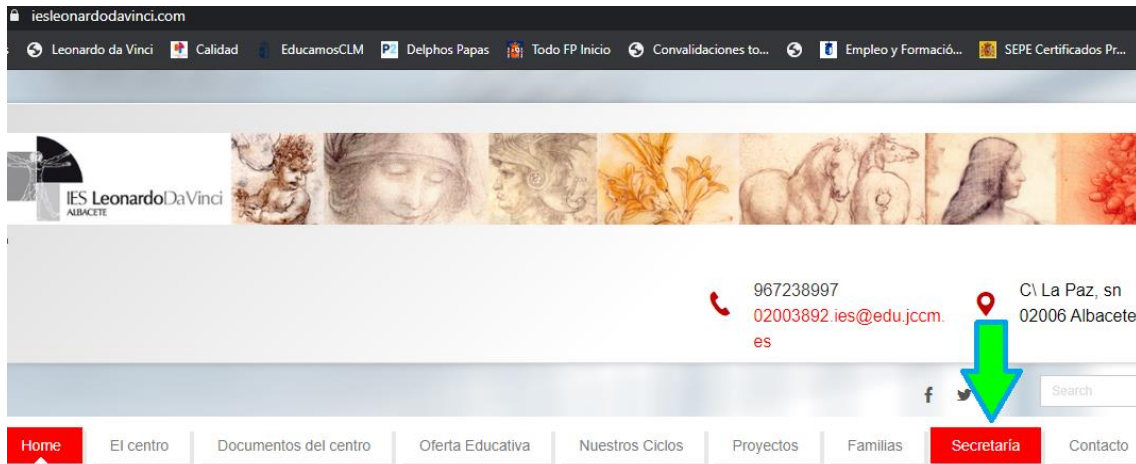 iesleonardodavinci.com
Leonardo da Vinci Calidad EducamosCLM Delphos Papas Todo FP Inicio Convalidaciones to... Empleo y Formació... SEPE Certificados Pr...
IES LeonardoDaVinci
ALBACETE
967238997
02003892.ies@edu.jccm.
es
C\ La Paz, sn
02006 Albacete
Search
Home El centro Documentos del centro Oferta Educativa Nuestros Ciclos Proyectos Familias Secretaría Contacto